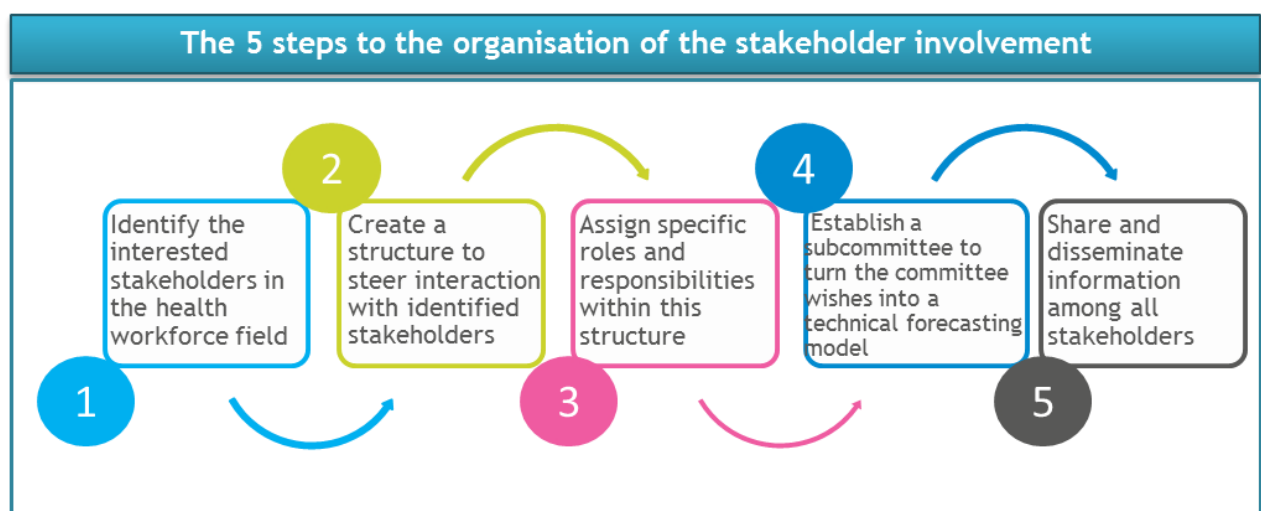 The 5 steps to the organisation of the stakeholder involvement
1
Identify the
interested
stakeholders in
the health
workforce field
2
Create a
structure to
steer interaction
with identified
stakeholders
3
Assign specific
roles and
responsibilities
within this
structure
4
Establish a
subcommittee to
turn the committee
wishes into a
technical forecasting
model
5
Share and
disseminate
information
among all
stakeholders